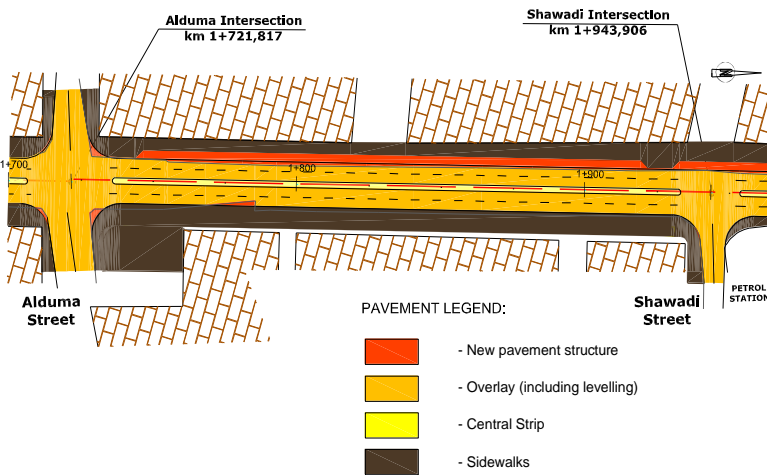 Alduma Intersection
km 1+721,817
Shawadi Intersection
km 1+943,906
N
1+700
1+800
1+900
Alduma
Street
Shawadi
Street
PETROL
STATION
PAVEMENT LEGEND:
- New pavement structure
- Overlay (including levelling)
- Central Strip
- Sidewalks